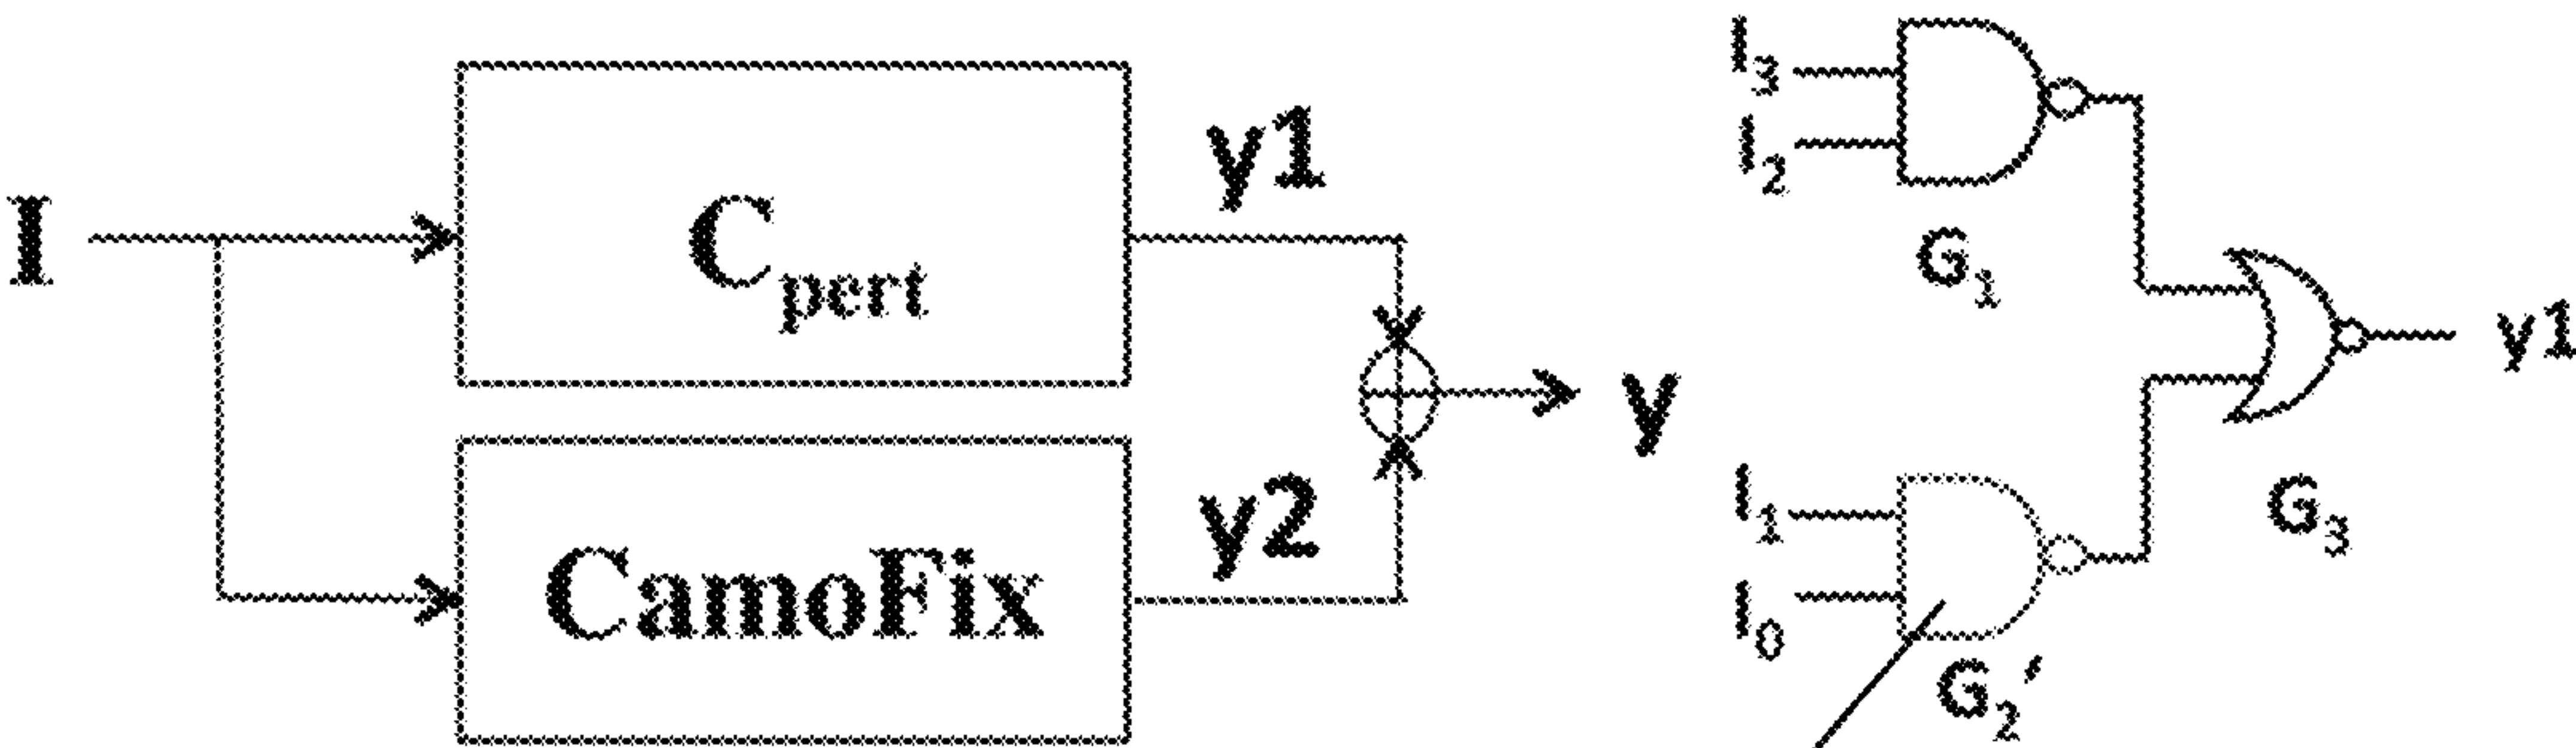 I
C_pert
y1
CamoFix
y2
y
I_3
I_2
G_1
I_1
I_0
G_2'
G_3
y1